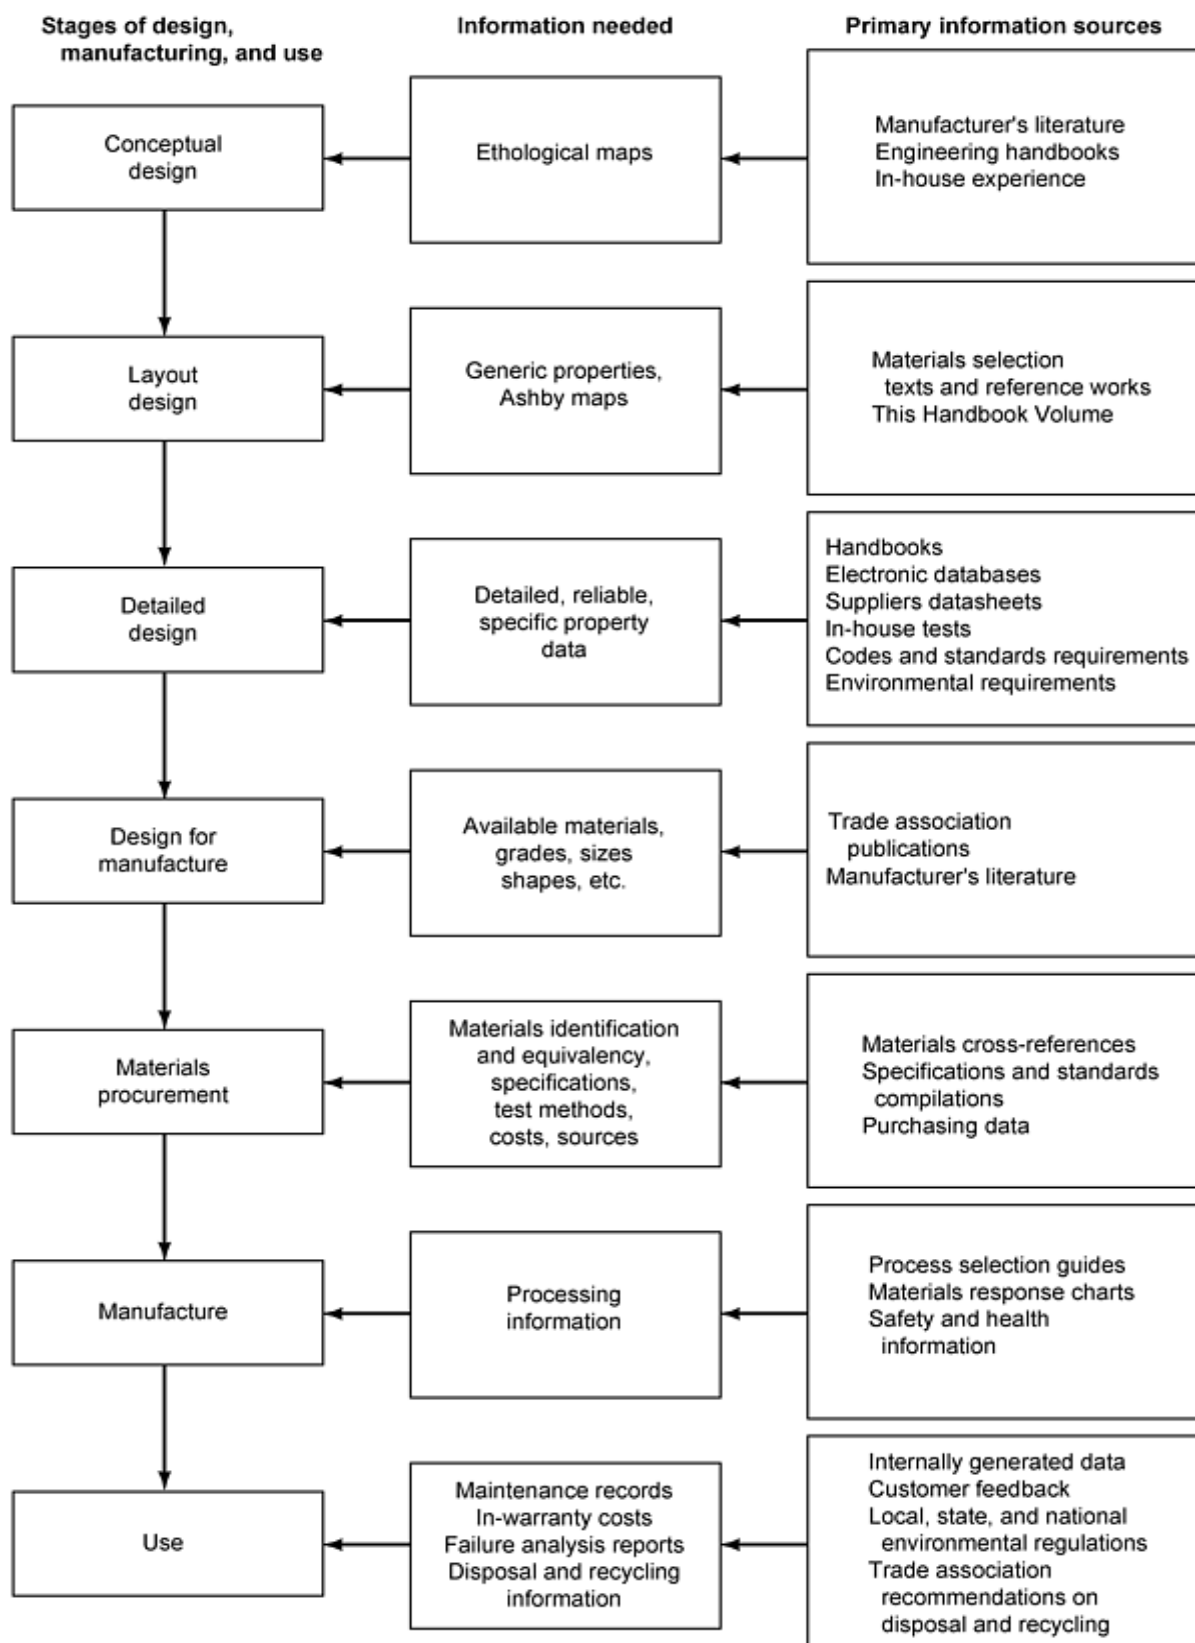 Stages of design,
manufacturing, and use
Information needed
Primary information sources
Conceptual
design
Ethological maps
Manufacturer's literature
Engineering handbooks
In-house experience
Layout
design
Generic properties,
Ashby maps
Materials selection
texts and reference works
This Handbook Volume
Detailed
design
Detailed, reliable,
specific property
data
Handbooks
Electronic databases
Suppliers datasheets
In-house tests
Codes and standards requirements
Environmental requirements
Design for
manufacture
Available materials,
grades, sizes
shapes, etc.
Trade association
publications
Manufacturer's literature
Materials
procurement
Materials identification
and equivalency,
specifications,
test methods,
costs, sources
Materials cross-references
Specifications and standards
compilations
Purchasing data
Manufacture
Processing
information
Process selection guides
Materials response charts
Safety and health
information
Use
Maintenance records
In-warranty costs
Failure analysis reports
Disposal and recycling
information
Internally generated data
Customer feedback
Local, state, and national
environmental regulations
Trade association
recommendations on
disposal and recycling